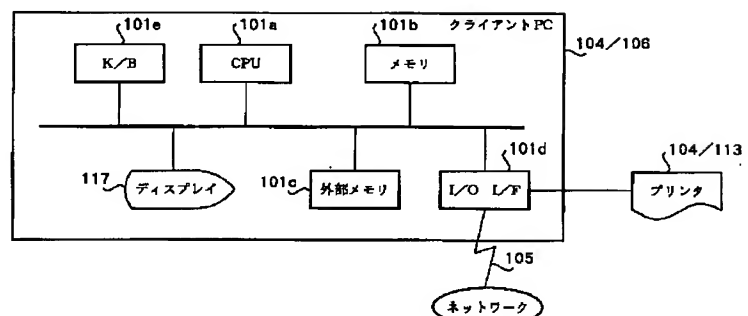 101e
101a
101b
クライアントPC
104/106
K/B
CPU
メモリ
101d
104/113
117
ディスプレイ
101c
外部メモリ
I/O I/F
プリンタ
105
ネットワーク